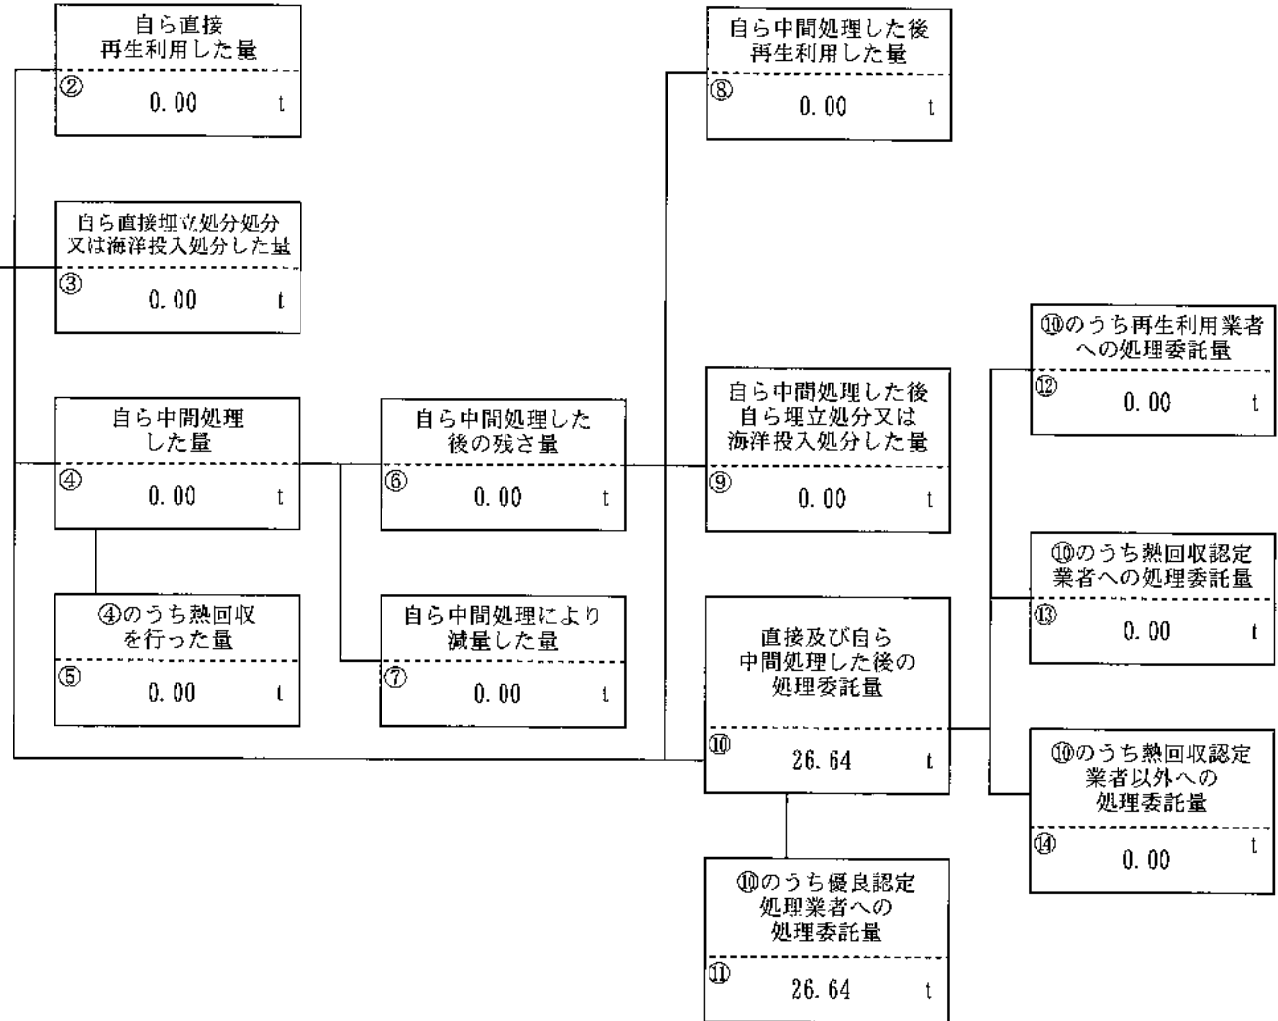 自ら直接
再生利用した量
②
0.00 t
自ら直接埋立処分処分
又は海洋投入処分した量
③
0.00 t
自ら中間処理
した量
④
0.00 t
④のうち熱回収
を行った量
⑤
0.00 t
自ら中間処理した
後の残さ量
⑥
0.00 t
自ら中間処理により
減量した量
⑦
0.00 t
自ら中間処理した後
再生利用した量
⑧
0.00 t
自ら中間処理した後
自ら埋立処分又は
海洋投入処分した量
⑨
0.00 t
直接及び自ら
中間処理した後の
処理委託量
⑩
26.64 t
⑩のうち優良認定
処理業者への
処理委託量
⑪
26.64 t
⑩のうち再生利用業者
への処理委託量
⑫
0.00 t
⑩のうち熱回収認定
業者への処理委託量
⑬
0.00 t
⑩のうち熱回収認定
業者以外への
処理委託量
⑭
0.00 t